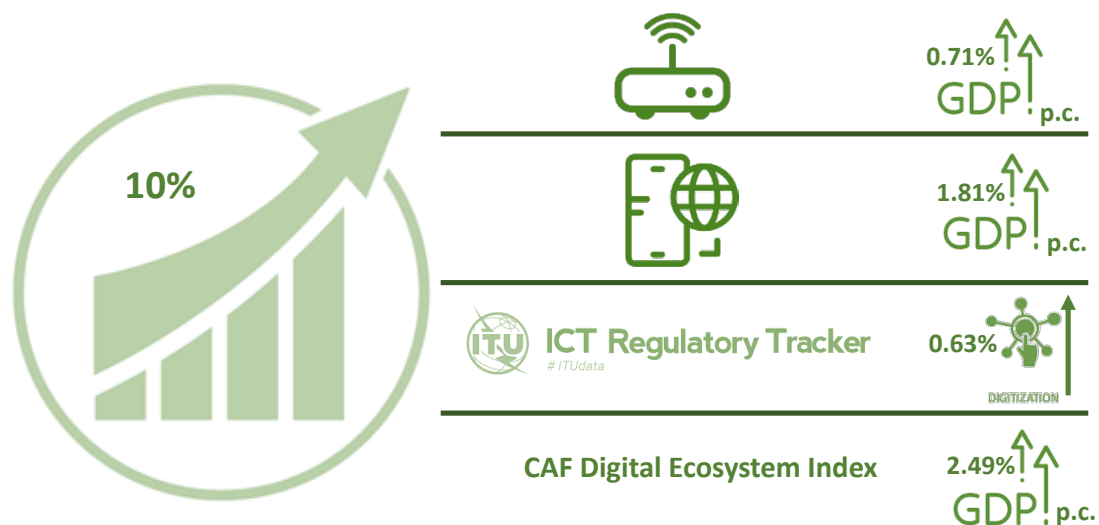 10%
0.71%
GDP
p.c.
1.81%
GDP
p.c.
ITU
ICT Regulatory Tracker
# ITUdata
0.63%
DIGITIZATION
CAF Digital Ecosystem Index
2.49%
GDP
p.c.